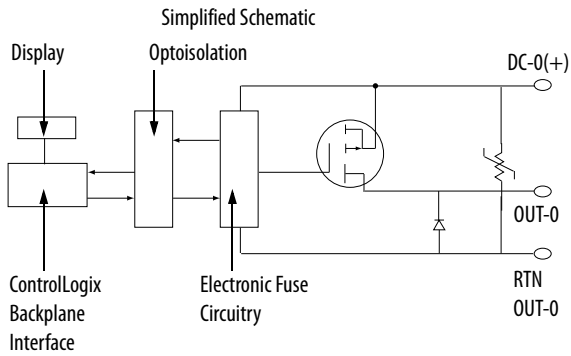 Simplified Schematic
Display
Optoisolation
DC-0(+)
OUT-0
RTN
OUT-0
ControlLogix
Backplane
Interface
Electronic Fuse
Circuitry